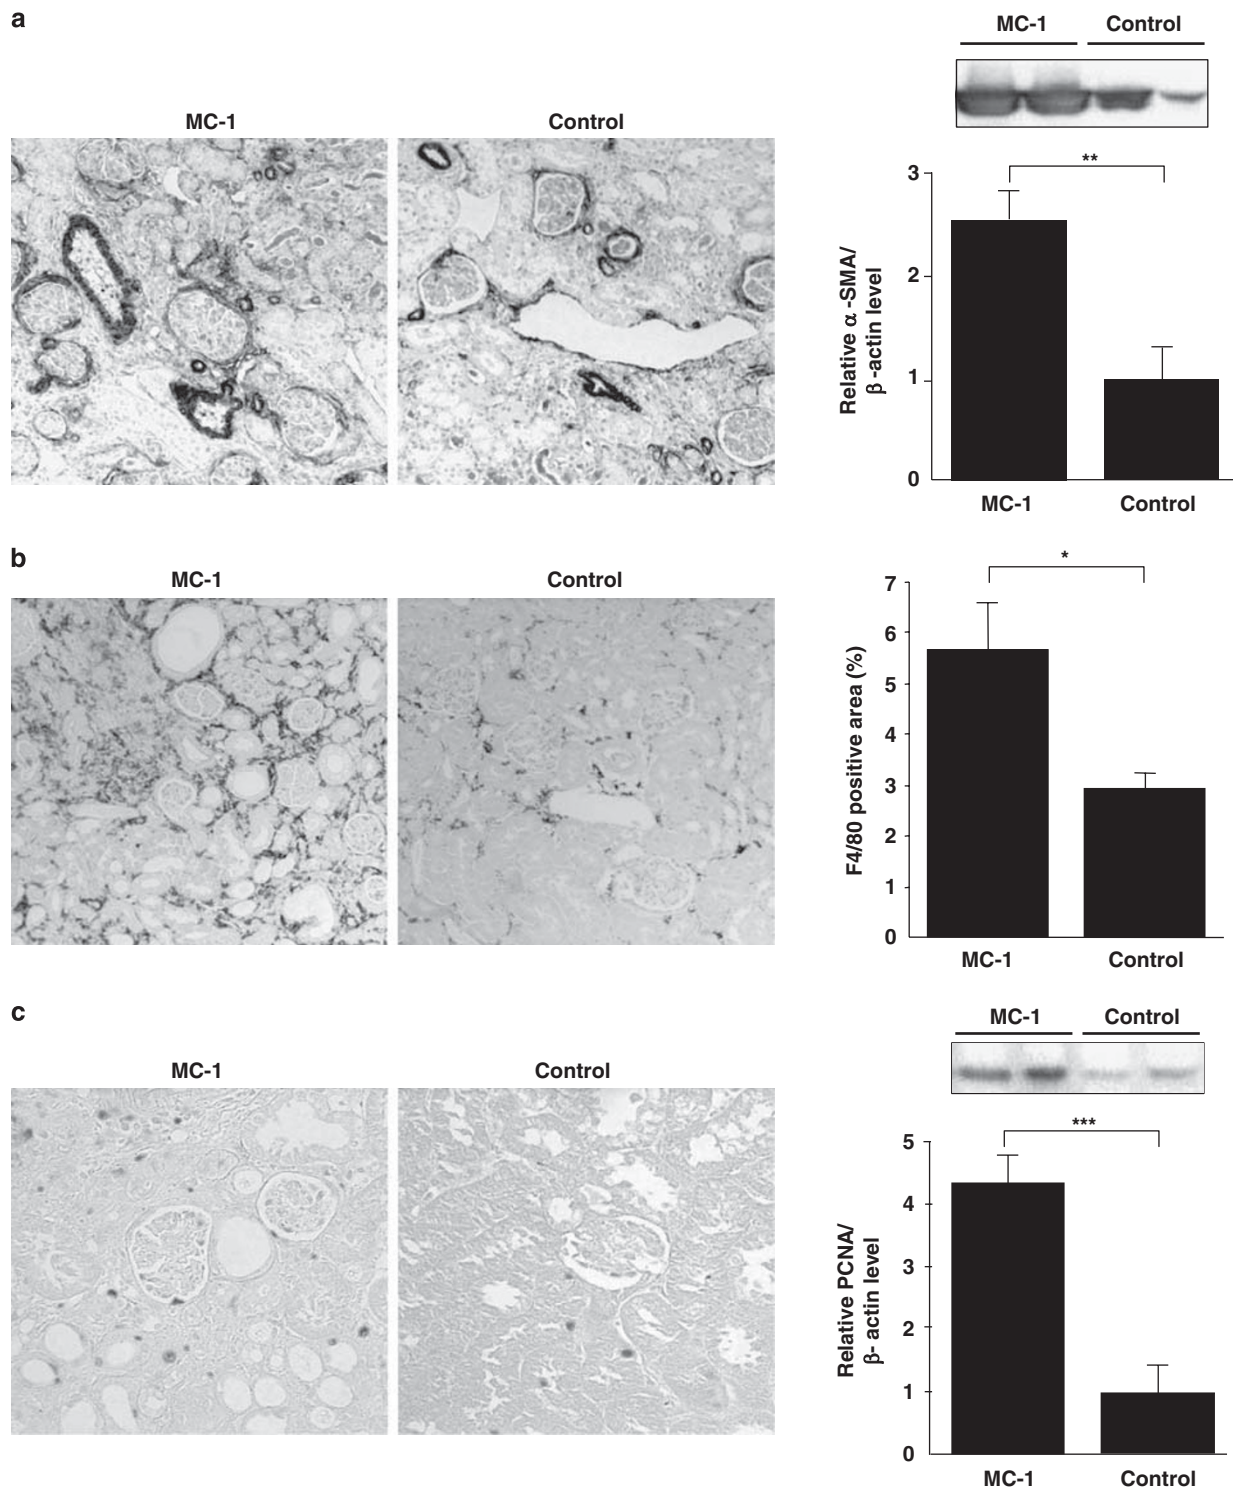 a
MC-1 Control
MC-1 Control
**
3
2
1
0
Relative α -SMA/
β -actin level
MC-1 Control
b
MC-1 Control
*
7
6
5
4
3
2
1
0
F4/80 positive area (%)
MC-1 Control
c
MC-1 Control
MC-1 Control
***
5
4
3
2
1
0
Relative PCNA/
β- actin level
MC-1 Control